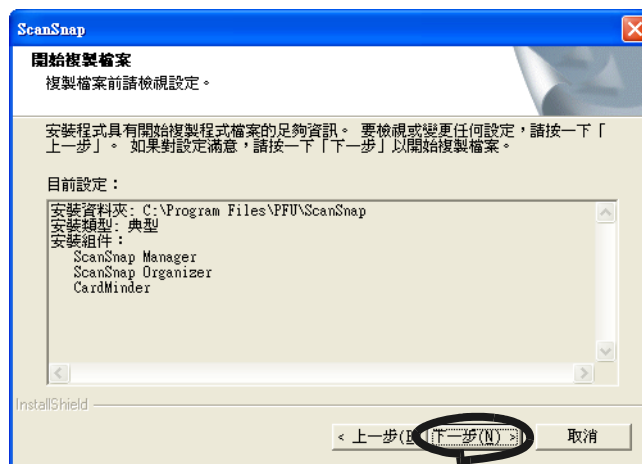 ScanSnap
開始複製檔案
複製檔案前請檢視設定。
安裝程式具有開始複製程式檔案的足夠資訊。 要檢視或變更任何設定，請按一下「
上一步」。 如果對設定滿意，請按一下「下一步」以開始複製檔案。
目前設定：
安裝資料夾: C:\Program Files\PFU\ScanSnap
安裝類型: 典型
安裝組件：
ScanSnap Manager
ScanSnap Organizer
CardMinder
InstallShield
< 上一步(B 下一步(N) > 取消